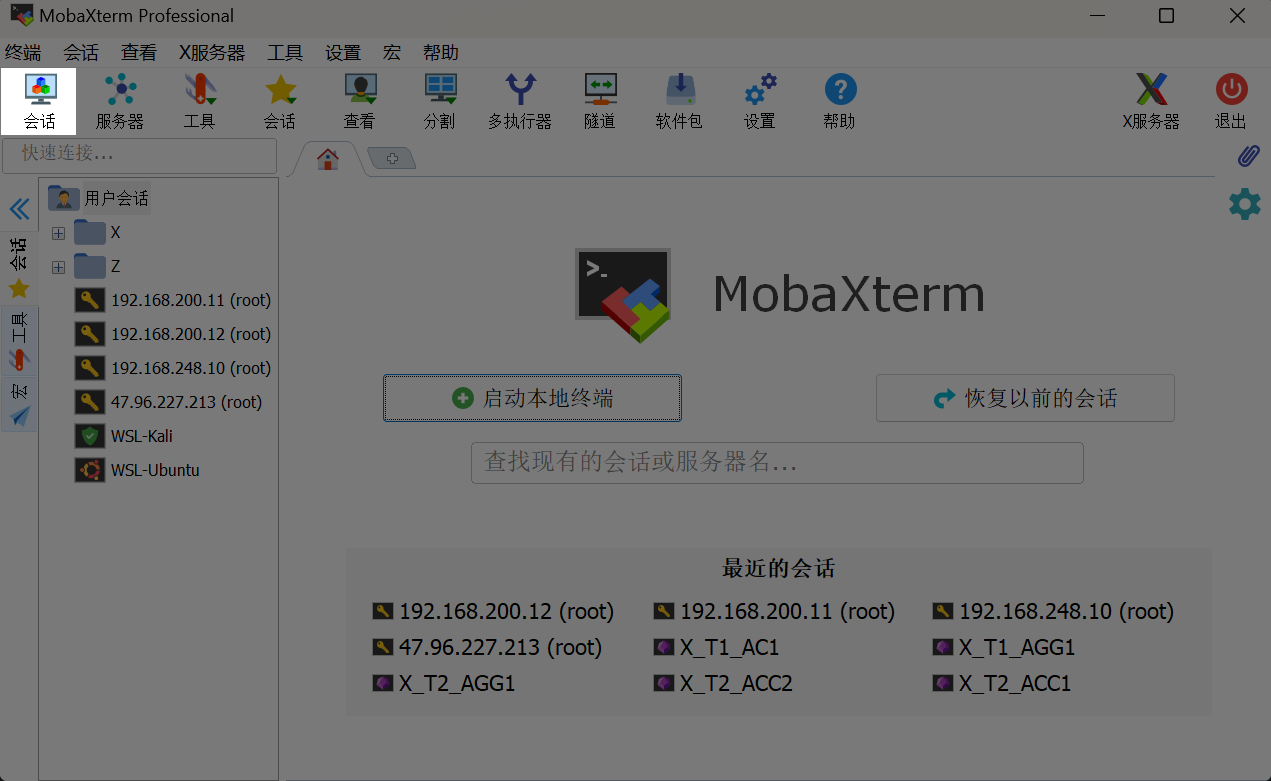 MobaXterm Professional
终端 会话 查看 X服务器 工具 设置 宏 帮助
会话 服务器 工具 会话 查看 分割 多执行器 隧道 软件包 设置 帮助 X服务器 退出
快速连接...
用户会话
X
Z
192.168.200.11 (root)
192.168.200.12 (root)
192.168.248.10 (root)
47.96.227.213 (root)
WSL-Kali
WSL-Ubuntu
会话
工具
宏
>_
MobaXterm
启动本地终端 恢复以前的会话
查找现有的会话或服务器名...
最近的会话
192.168.200.12 (root) 192.168.200.11 (root) 192.168.248.10 (root)
47.96.227.213 (root) X_T1_AC1 X_T1_AGG1
X_T2_AGG1 X_T2_ACC2 X_T2_ACC1